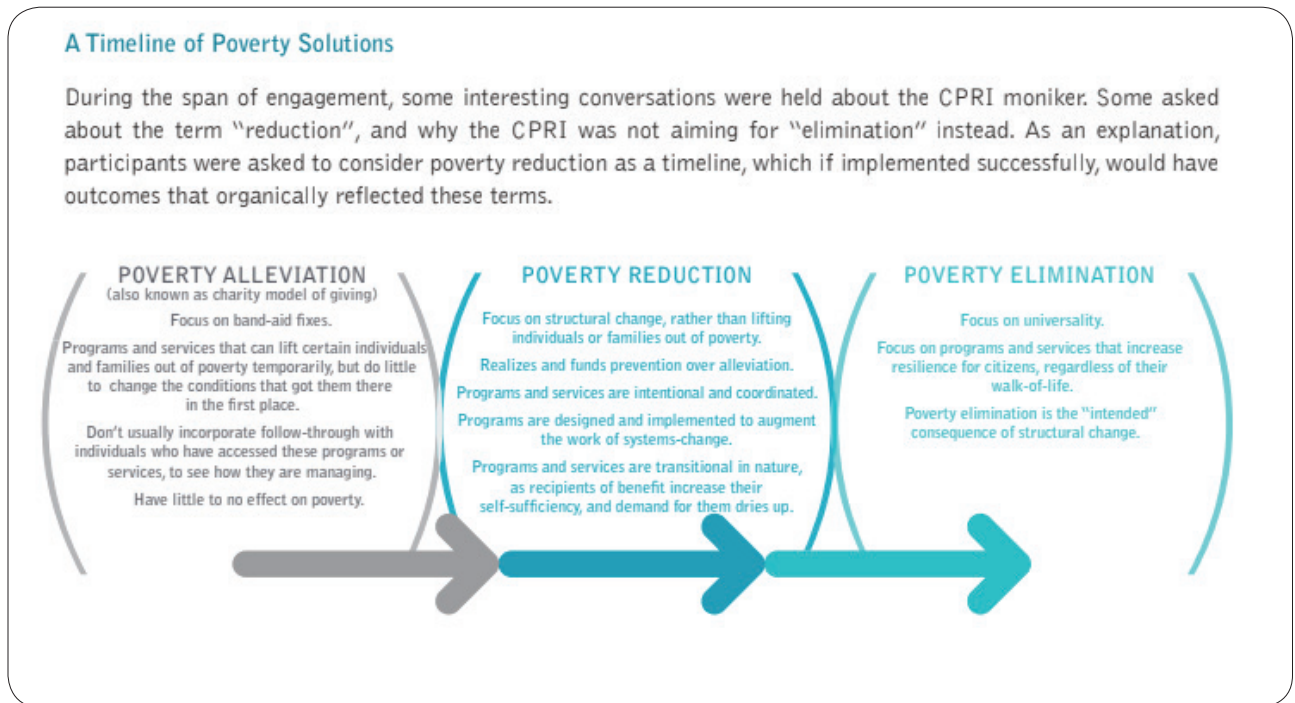 A Timeline of Poverty Solutions
During the span of engagement, some interesting conversations were held about the CPRI moniker. Some asked
about the term "reduction", and why the CPRI was not aiming for "elimination" instead. As an explanation,
participants were asked to consider poverty reduction as a timeline, which if implemented successfully, would have
outcomes that organically reflected these terms.
POVERTY ALLEVIATION
(also known as charity model of giving)
Focus on band-aid fixes.
Programs and services that can lift certain individuals
and families out of poverty temporarily, but do little
to change the conditions that got them there
in the first place.
Don't usually incorporate follow-through with
individuals who have accessed these programs or
services, to see how they are managing.
Have little to no effect on poverty.
POVERTY REDUCTION
Focus on structural change, rather than lifting
individuals or families out of poverty.
Realizes and funds prevention over alleviation.
Programs and services are intentional and coordinated.
Programs are designed and implemented to augment
the work of systems-change.
Programs and services are transitional in nature,
as recipients of benefit increase their
self-sufficiency, and demand for them dries up.
POVERTY ELIMINATION
Focus on universality.
Focus on programs and services that increase
resilience for citizens, regardless of their
walk-of-life.
Poverty elimination is the "intended"
consequence of structural change.